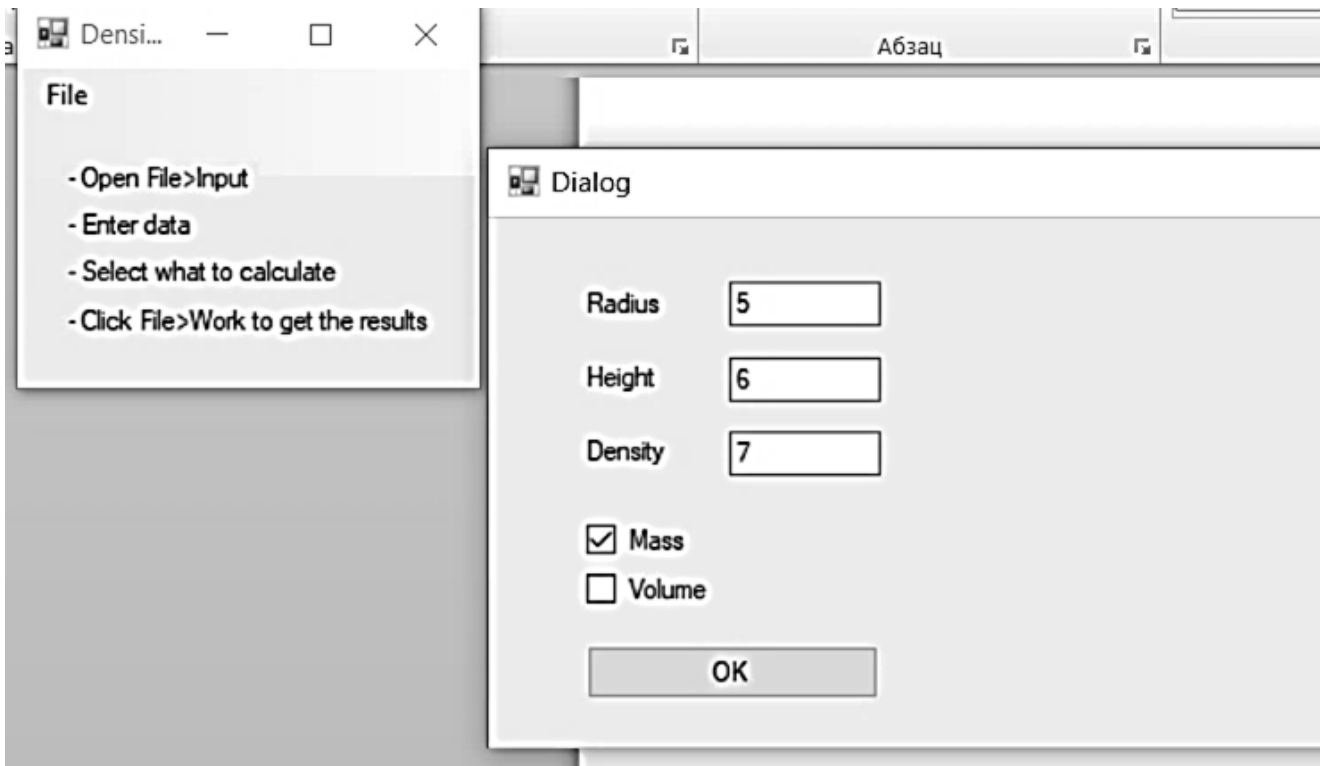 Densi...
Абзац
File
- Open File>Input
- Enter data
- Select what to calculate
- Click File>Work to get the results
Dialog
Radius 5
Height 6
Density 7
Mass
Volume
OK